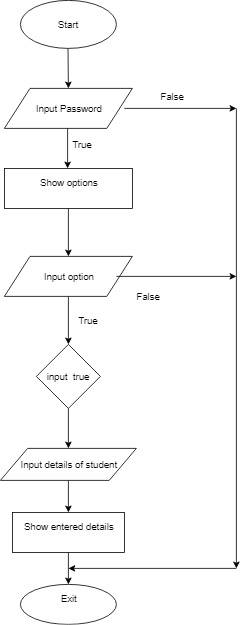 Start
False
Input Password
True
Show options
Input option
False
True
input  true
Input details of student
Show entered details
Exit